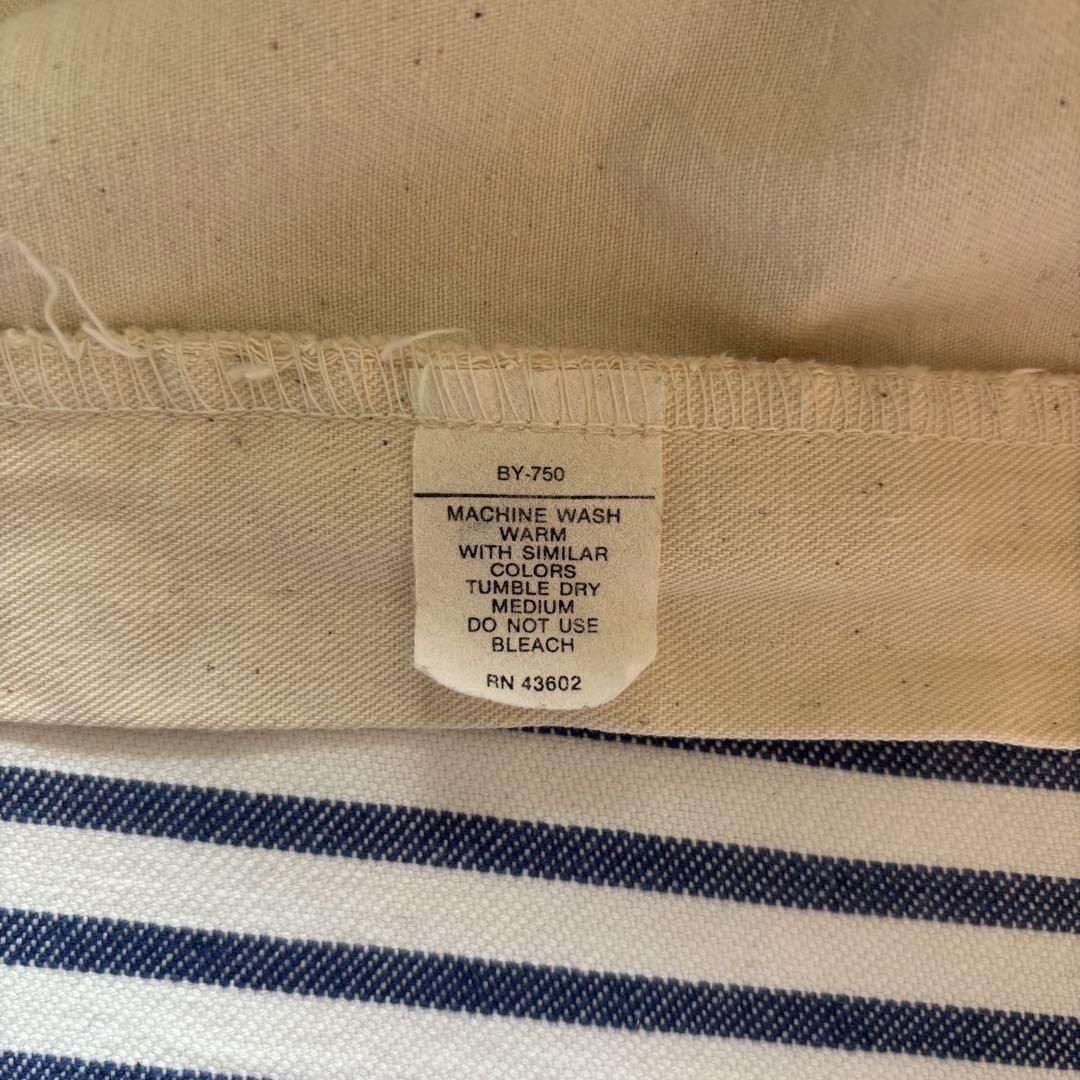 BY-750
MACHINE WASH
WARM
WITH SIMILAR
COLORS
TUMBLE DRY
MEDIUM
DO NOT USE
BLEACH
RN 43602